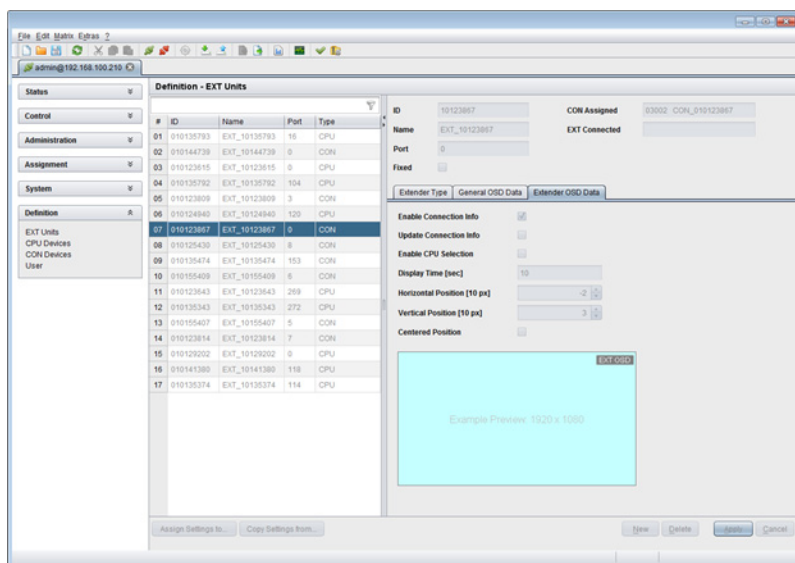 File Edit Matrix Extras ?
admin@192.168.100.210
Status
Control
Administration
Assignment
System
Definition
EXT Units
CPU Devices
CON Devices
User
Definition - EXT Units
# ID Name Port Type
01 010135793 EXT_10135793 16 CPU
02 010144739 EXT_10144739 0 CON
03 010123615 EXT_10123615 0 CPU
04 010135792 EXT_10135792 104 CPU
05 010123809 EXT_10123809 3 CON
06 010124940 EXT_10124940 120 CPU
07 010123867 EXT_10123867 0 CON
08 010125430 EXT_10125430 8 CON
09 010135474 EXT_10135474 153 CON
10 010155409 EXT_10155409 6 CON
11 010123643 EXT_10123643 269 CPU
12 010135343 EXT_10135343 272 CPU
13 010155407 EXT_10155407 5 CON
14 010123814 EXT_10123814 7 CON
15 010129202 EXT_10129202 0 CPU
16 010141380 EXT_10141380 118 CPU
17 010135374 EXT_10135374 114 CPU
ID 10123867 CON Assigned 03002 CON_010123867
Name EXT_10123867 EXT Connected
Port 0
Fixed
Extender Type General OSD Data Extender OSD Data
Enable Connection Info
Update Connection Info
Enable CPU Selection
Display Time [sec] 10
Horizontal Position [10 px] -2
Vertical Position [10 px] 3
Centered Position
EXT OSD
Example Preview 1920 x 1080
Assign Settings to... Copy Settings from... New Delete Apply Cancel